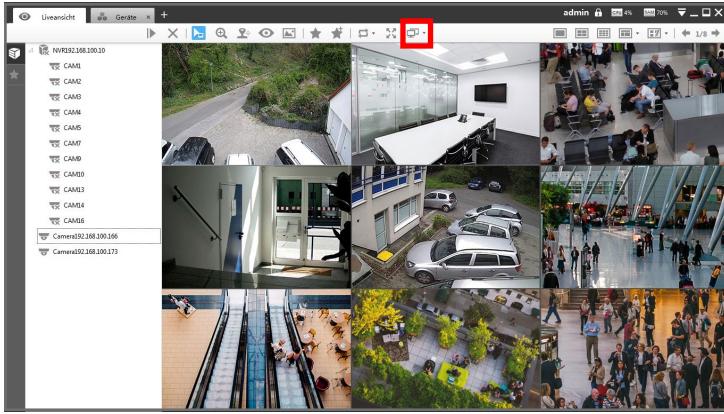 Liveansicht
Geräte × +
admin CPU 4% RAM 70%
1/8
NVR192.168.100.10
CAM1
CAM2
CAM3
CAM4
CAM5
CAM7
CAM9
CAM10
CAM13
CAM14
CAM16
Camera192.168.100.166
Camera192.168.100.173